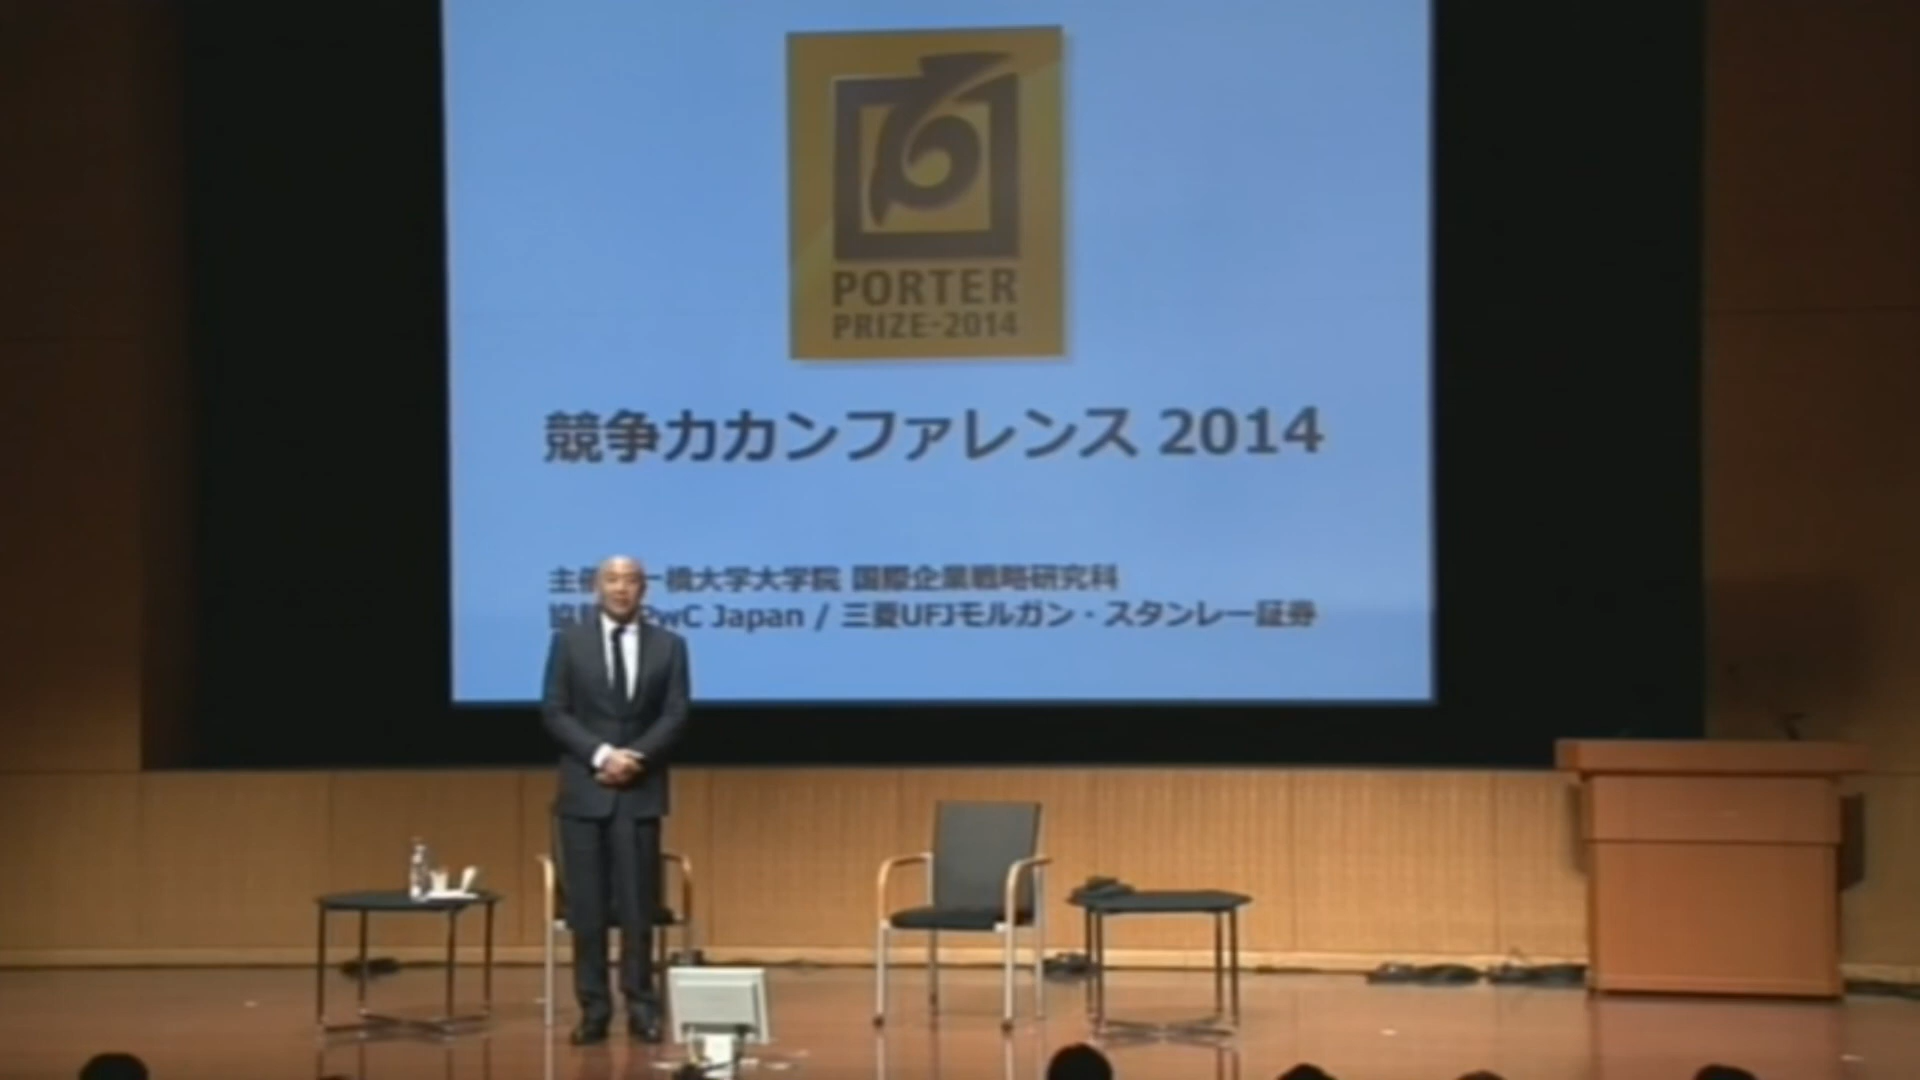 PORTER
PRIZE-2014
競争力カンファレンス 2014
主 一橋大学大学院 国際企業戦略研究科
協 PwC Japan / 三菱UFJモルガン・スタンレー証券